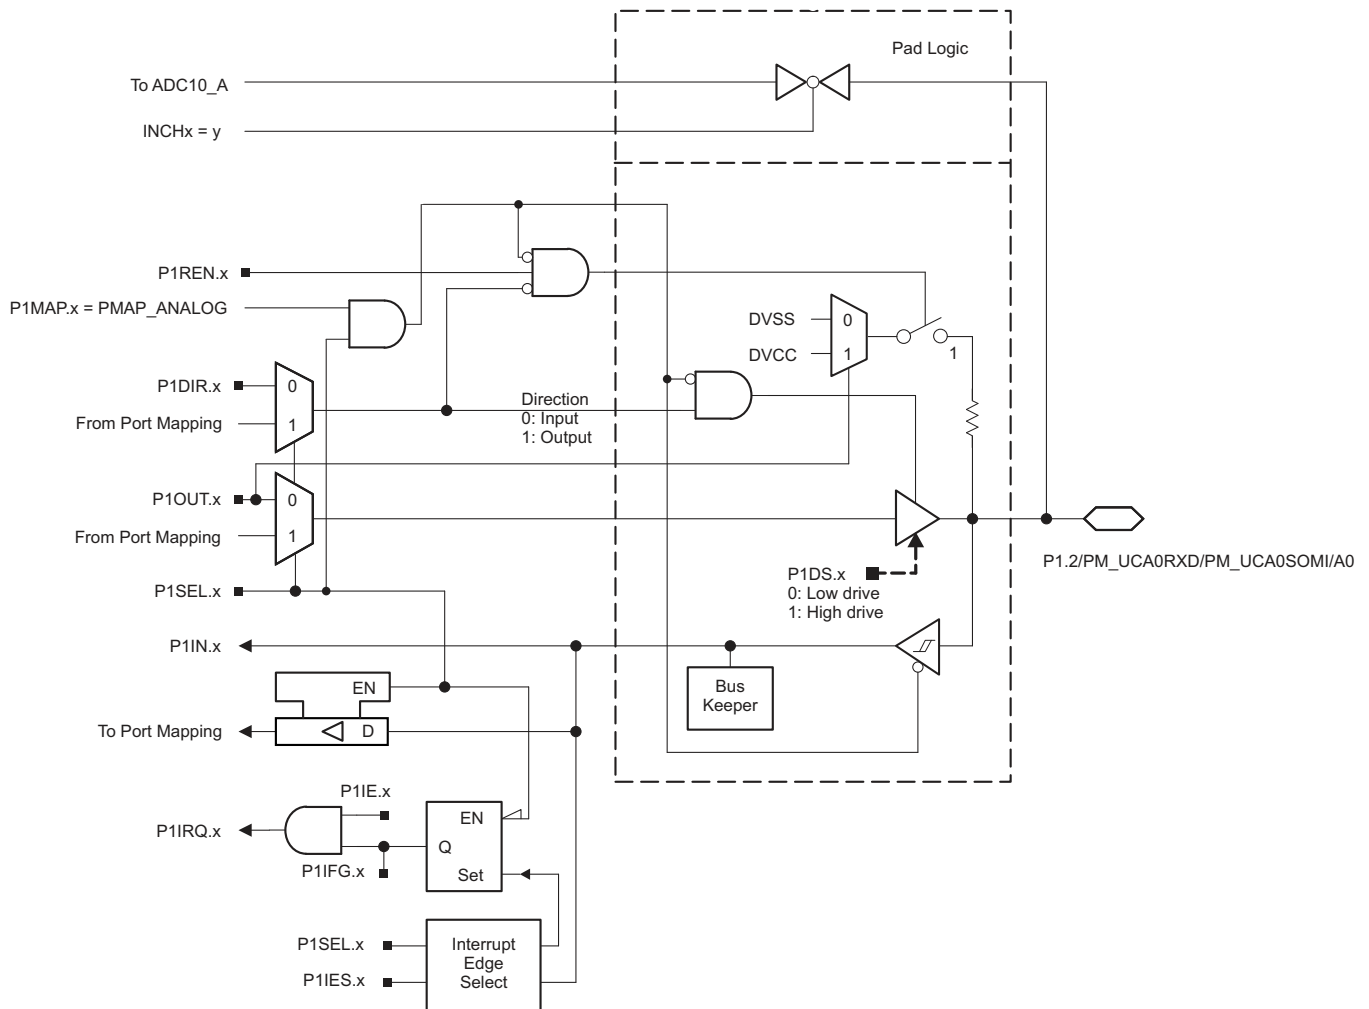 Pad Logic
To ADC10_A
INCHx = y
P1REN.x
P1MAP.x = PMAP_ANALOG
DVSS
0
DVCC
1
1
P1DIR.x
0
From Port Mapping
1
Direction
0: Input
1: Output
P1OUT.x
0
From Port Mapping
1
P1DS.x
0: Low drive
1: High drive
P1.2/PM_UCA0RXD/PM_UCA0SOMI/A0
P1SEL.x
P1IN.x
Bus
Keeper
EN
To Port Mapping
D
P1IE.x
P1IRQ.x
EN
Q
P1IFG.x
Set
P1SEL.x
P1IES.x
Interrupt
Edge
Select